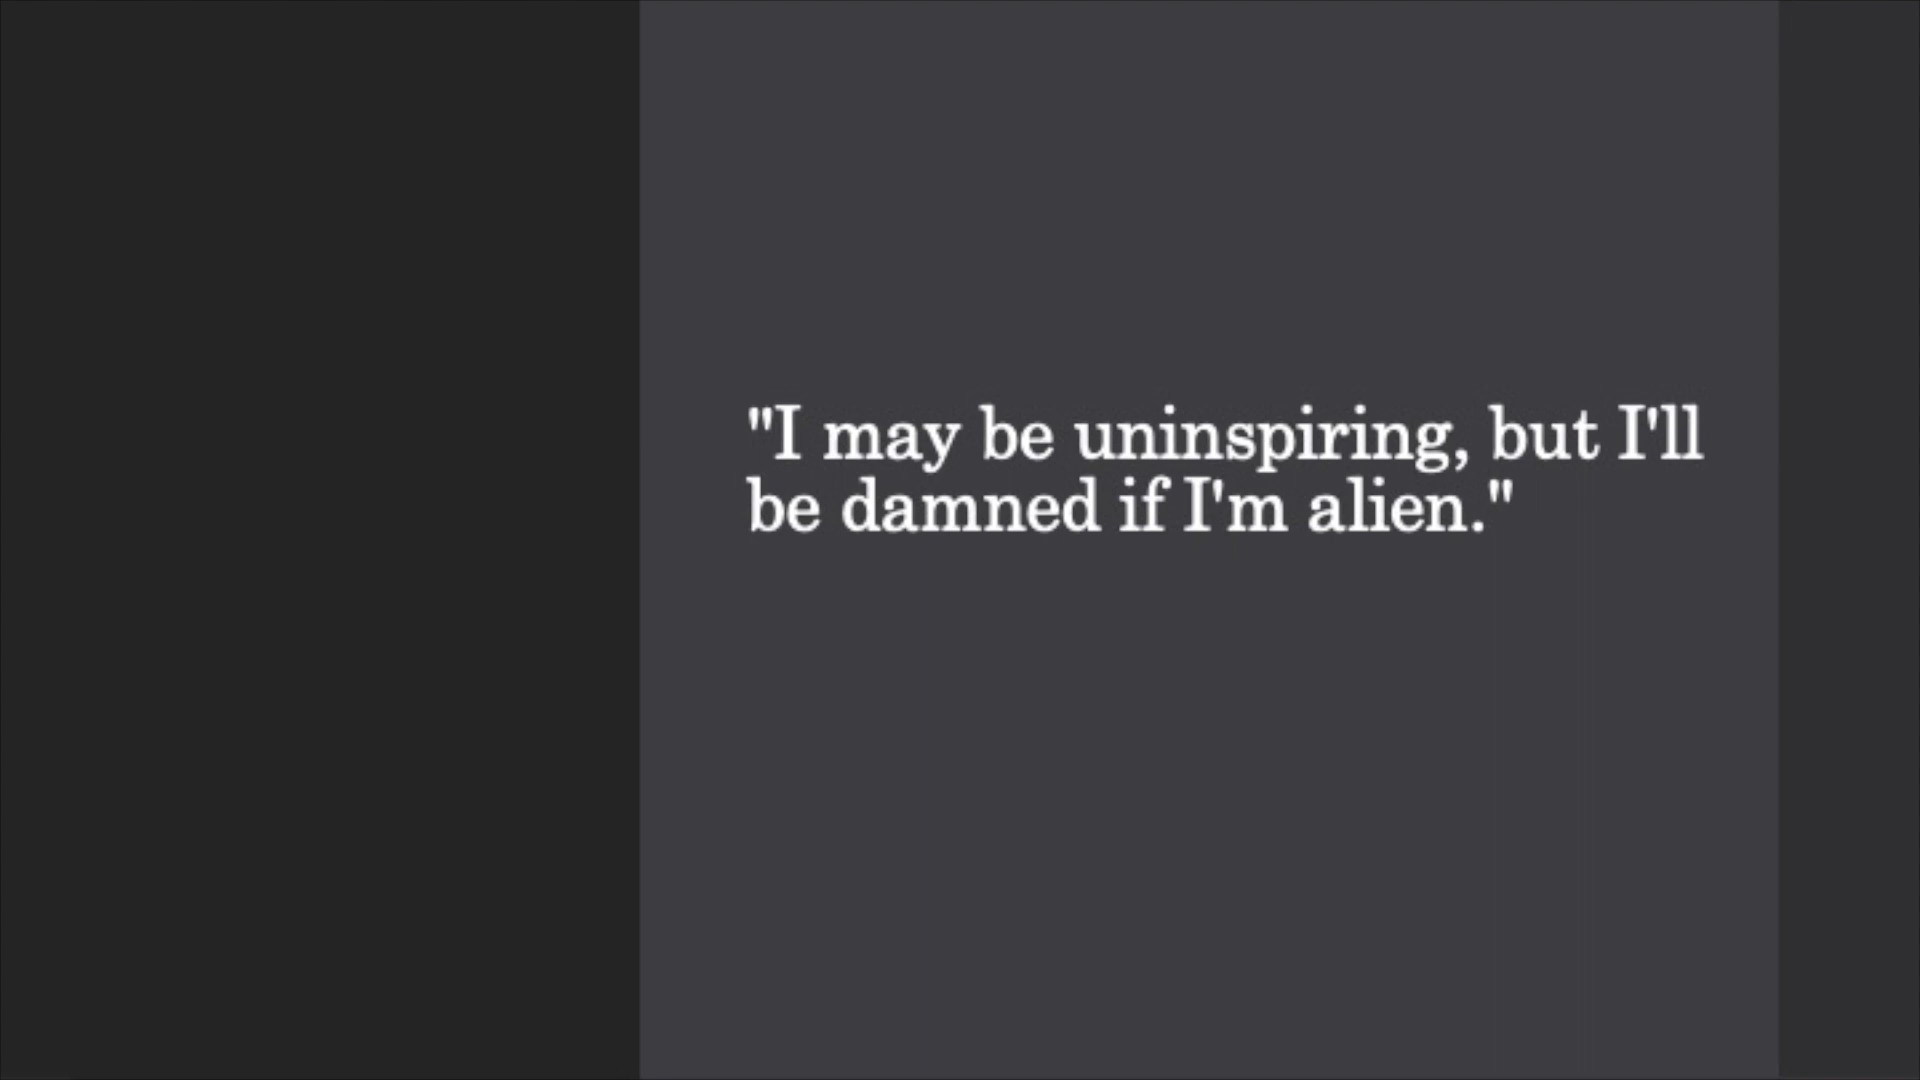 "I may be uninspiring, but I'll
be damned if I'm alien."